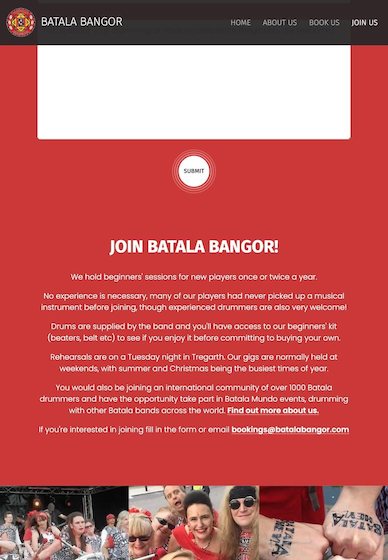 BATALA BANGOR
HOME ABOUT US BOOK US JOIN US
SUBMIT
JOIN BATALA BANGOR!
We hold beginners' sessions for new players once or twice a year.
No experience is necessary, many of our players had never picked up a musical
instrument before joining, though experienced drummers are also very welcome!
Drums are supplied by the band and you'll have access to our beginners' kit
(beaters, belt etc) to see if you enjoy it before committing to buying your own.
Rehearsals are on a Tuesday night in Tregarth. Our gigs are normally held at
weekends, with summer and Christmas being the busiest times of year.
You would also be joining an international community of over 1000 Batala
drummers and have the opportunity take part in Batala Mundo events, drumming
with other Batala bands across the world. Find out more about us.
If you're interested in joining fill in the form or email bookings@batalabangor.com